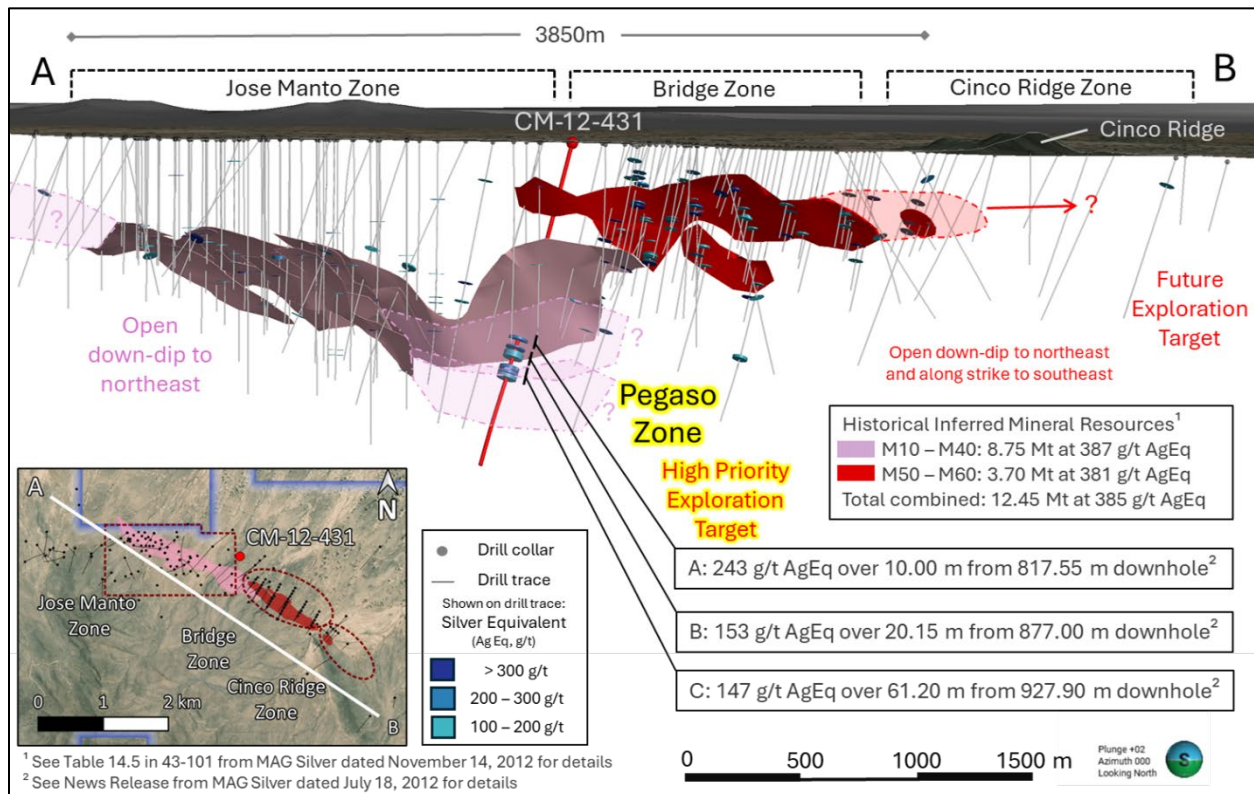 3850m
A
B
Jose Manto Zone
Bridge Zone
Cinco Ridge Zone
CM-12-431
Cinco Ridge
?
?
Open
down-dip to
northeast
?
?
Pegaso
Zone
High Priority
Exploration
Target
Future
Exploration
Target
Open down-dip to northeast
and along strike to southeast
Historical Inferred Mineral Resources¹
M10 – M40: 8.75 Mt at 387 g/t AgEq
M50 – M60: 3.70 Mt at 381 g/t AgEq
Total combined: 12.45 Mt at 385 g/t AgEq
A: 243 g/t AgEq over 10.00 m from 817.55 m downhole²
B: 153 g/t AgEq over 20.15 m from 877.00 m downhole²
C: 147 g/t AgEq over 61.20 m from 927.90 m downhole²
A
N
CM-12-431
Jose Manto
Zone
Bridge
Zone
Cinco Ridge
Zone
B
0 1 2 km
Drill collar
Drill trace
Shown on drill trace:
Silver Equivalent
(Ag Eq, g/t)
> 300 g/t
200 – 300 g/t
100 – 200 g/t
0 500 1000 1500 m
Plunge +02
Azimuth 000
Looking North
S
¹ See Table 14.5 in 43-101 from MAG Silver dated November 14, 2012 for details
² See News Release from MAG Silver dated July 18, 2012 for details